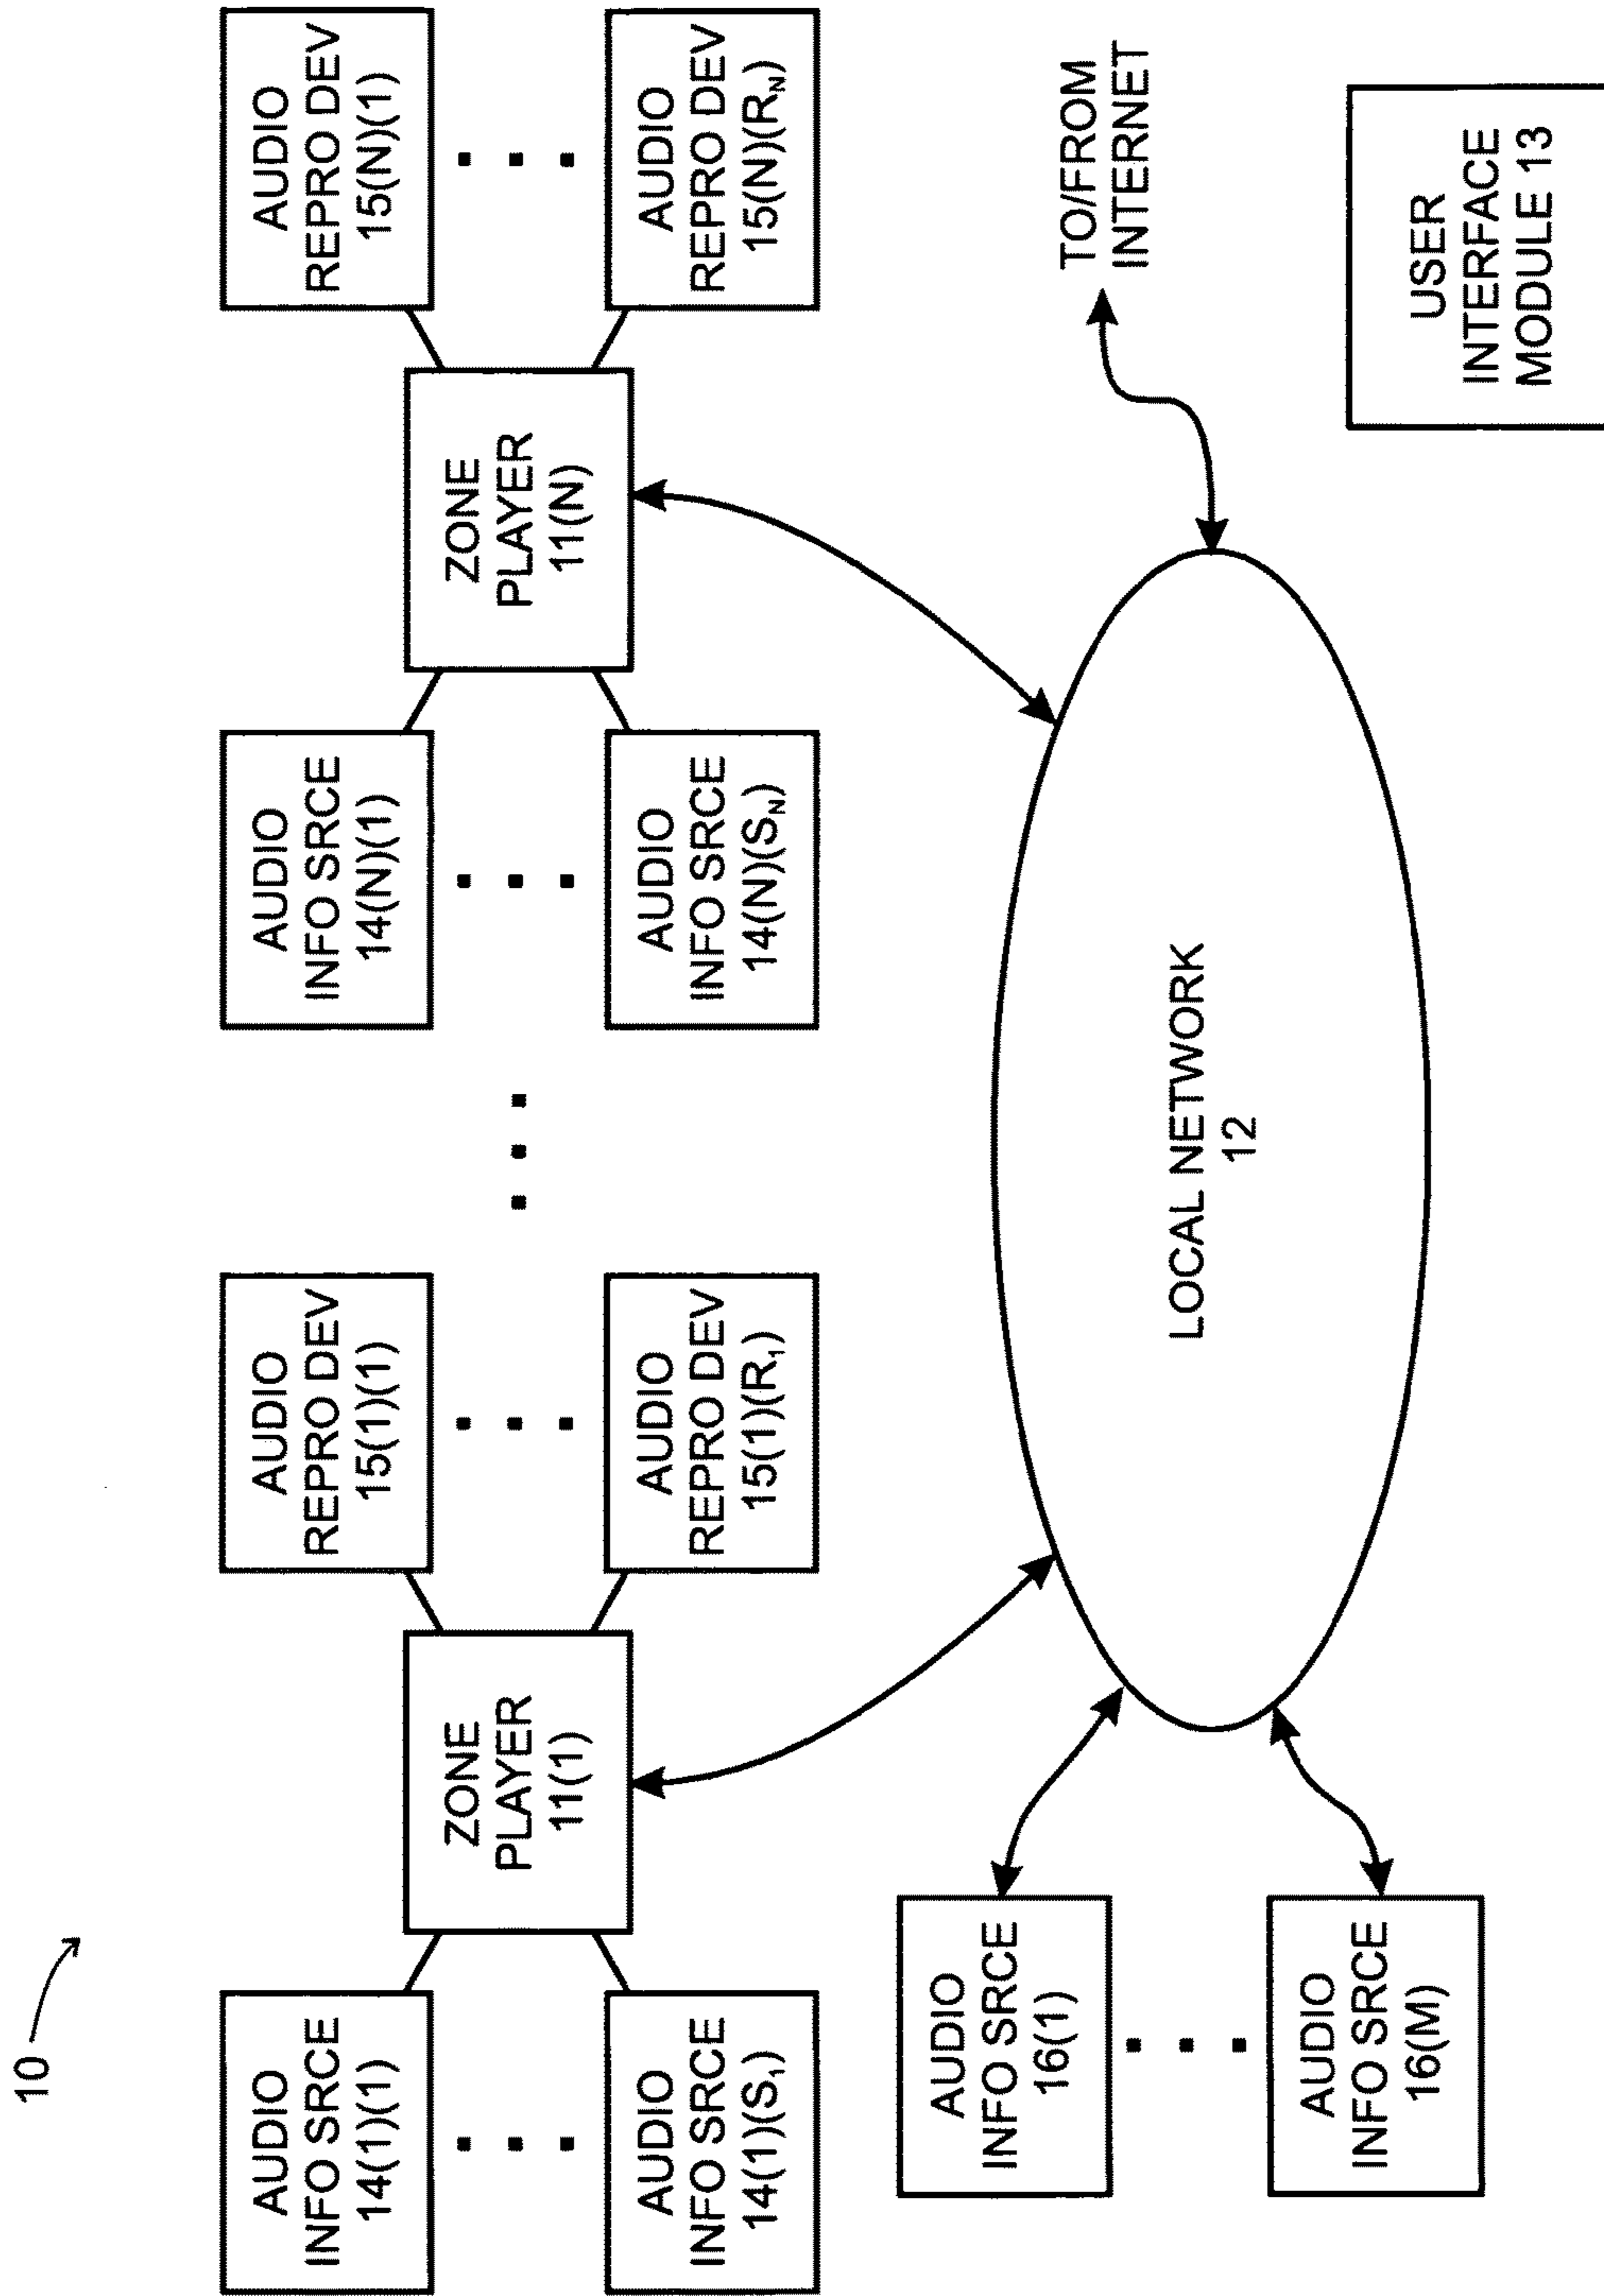 10
AUDIO
INFO SRCE
14(1)(1)
AUDIO
INFO SRCE
14(1)(S₁)
ZONE
PLAYER
11(1)
AUDIO
REPRO DEV
15(1)(1)
AUDIO
REPRO DEV
15(1)(R₁)
AUDIO
INFO SRCE
14(N)(1)
AUDIO
INFO SRCE
14(N)(S_N)
ZONE
PLAYER
11(N)
AUDIO
REPRO DEV
15(N)(1)
AUDIO
REPRO DEV
15(N)(R_N)
AUDIO
INFO SRCE
16(1)
AUDIO
INFO SRCE
16(M)
LOCAL NETWORK
12
TO/FROM
INTERNET
USER
INTERFACE
MODULE 13